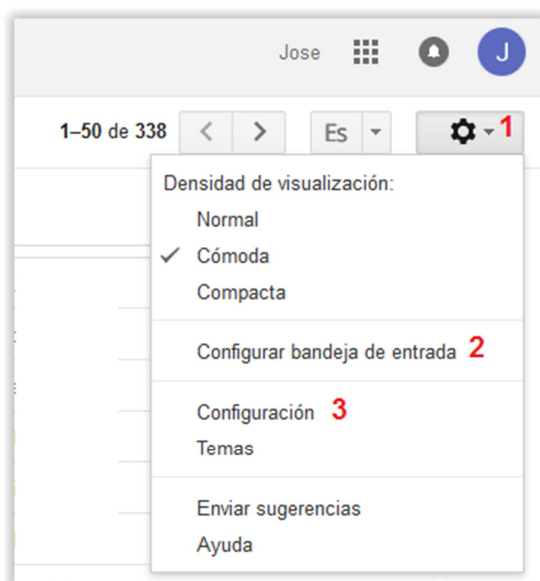 Jose J
1–50 de 338 < > Es 1
Densidad de visualización:
Normal
Cómoda
Compacta
Configurar bandeja de entrada 2
Configuración 3
Temas
Enviar sugerencias
Ayuda